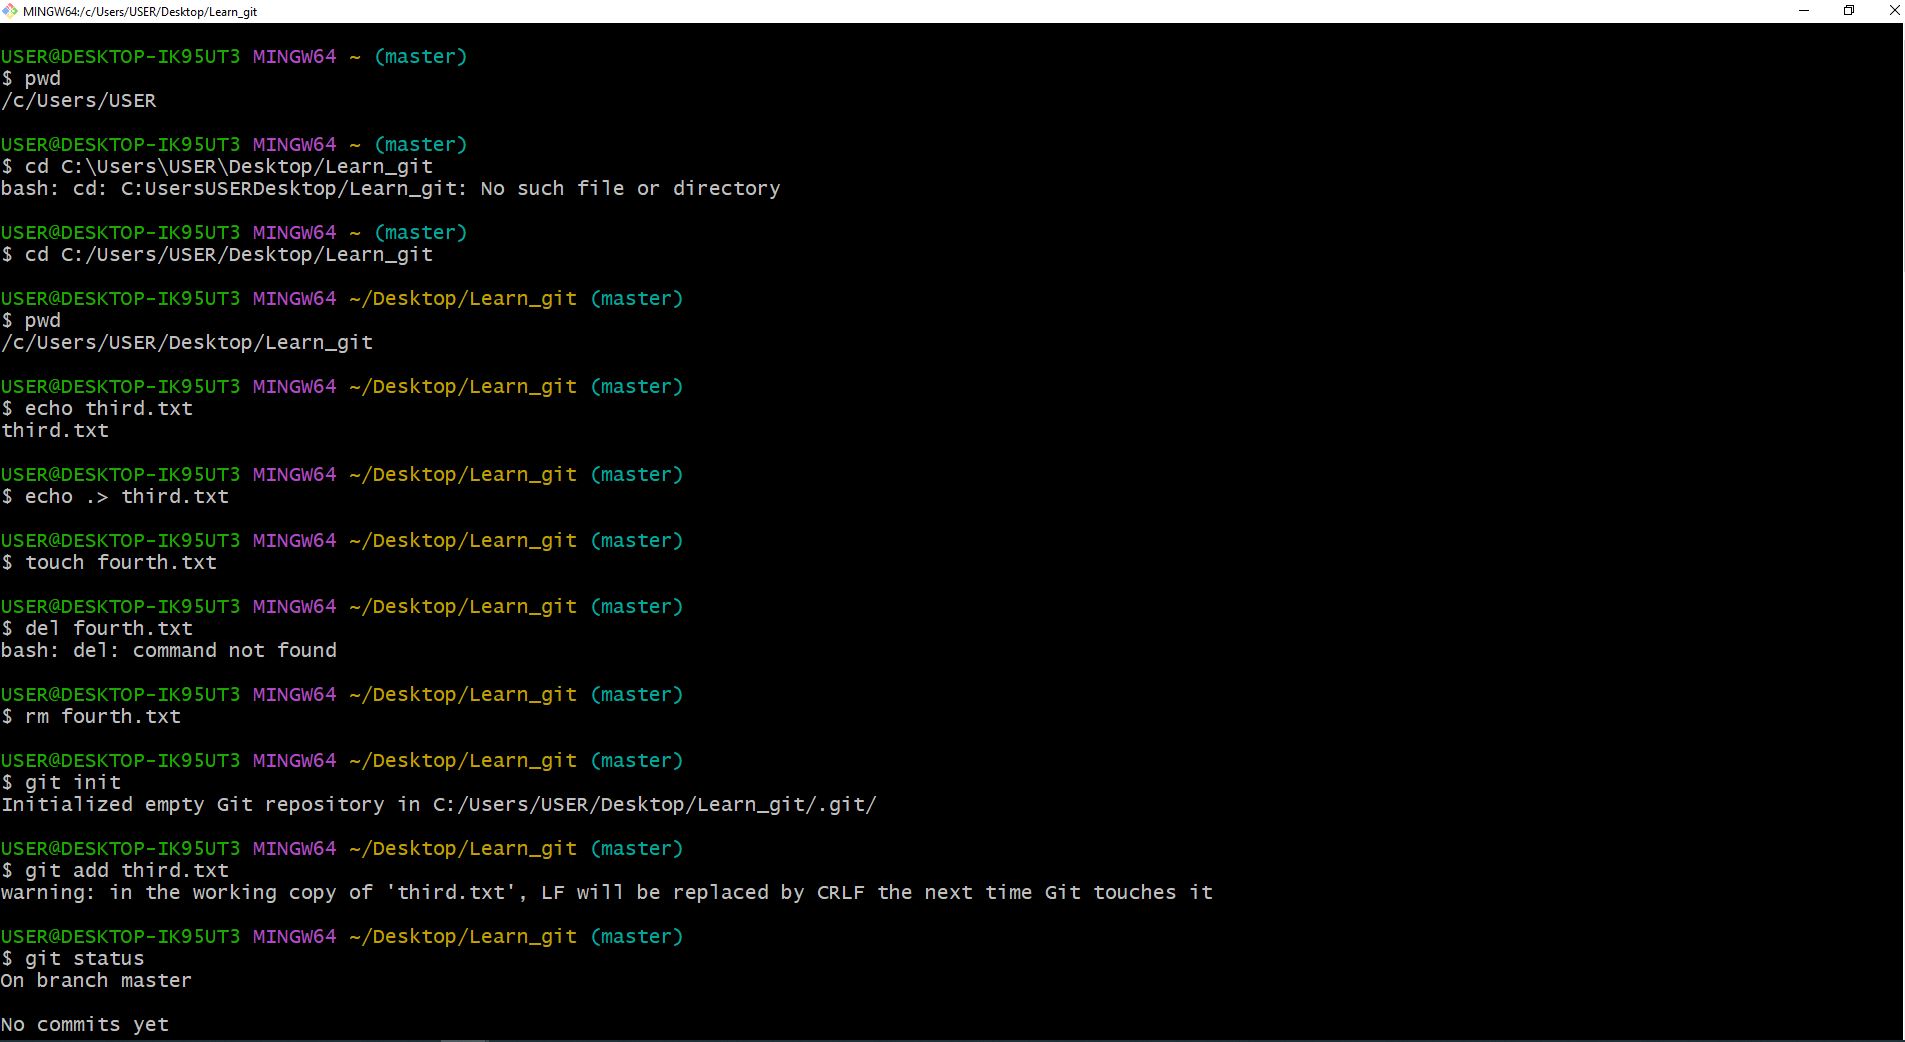 MINGW64:/c/Users/USER/Desktop/Learn_git
USER@DESKTOP-IK95UT3 MINGW64 ~ (master)
$ pwd
/c/Users/USER
USER@DESKTOP-IK95UT3 MINGW64 ~ (master)
$ cd C:\Users\USER\Desktop/Learn_git
bash: cd: C:UsersUSERDesktop/Learn_git: No such file or directory
USER@DESKTOP-IK95UT3 MINGW64 ~ (master)
$ cd C:/Users/USER/Desktop/Learn_git
USER@DESKTOP-IK95UT3 MINGW64 ~/Desktop/Learn_git (master)
$ pwd
/c/Users/USER/Desktop/Learn_git
USER@DESKTOP-IK95UT3 MINGW64 ~/Desktop/Learn_git (master)
$ echo third.txt
third.txt
USER@DESKTOP-IK95UT3 MINGW64 ~/Desktop/Learn_git (master)
$ echo .> third.txt
USER@DESKTOP-IK95UT3 MINGW64 ~/Desktop/Learn_git (master)
$ touch fourth.txt
USER@DESKTOP-IK95UT3 MINGW64 ~/Desktop/Learn_git (master)
$ del fourth.txt
bash: del: command not found
USER@DESKTOP-IK95UT3 MINGW64 ~/Desktop/Learn_git (master)
$ rm fourth.txt
USER@DESKTOP-IK95UT3 MINGW64 ~/Desktop/Learn_git (master)
$ git init
Initialized empty Git repository in C:/Users/USER/Desktop/Learn_git/.git/
USER@DESKTOP-IK95UT3 MINGW64 ~/Desktop/Learn_git (master)
$ git add third.txt
warning: in the working copy of 'third.txt', LF will be replaced by CRLF the next time Git touches it
USER@DESKTOP-IK95UT3 MINGW64 ~/Desktop/Learn_git (master)
$ git status
On branch master
No commits yet